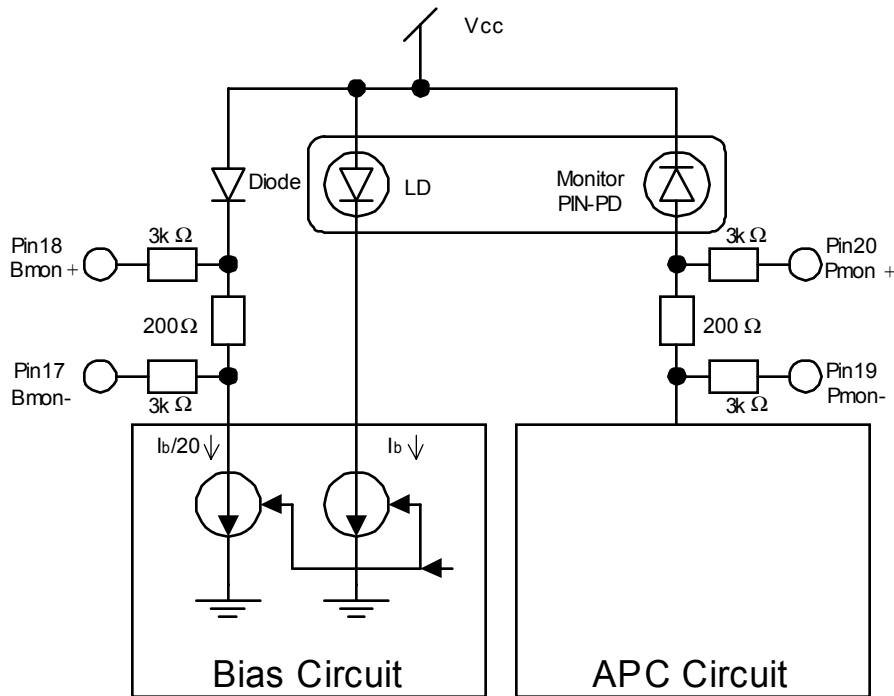 Vcc
Diode
LD
Monitor
PIN-PD
Pin18
Bmon +
3k Ω
3k Ω
Pin20
Pmon +
200Ω
200 Ω
Pin17
Bmon-
3k Ω
3k Ω
Pin19
Pmon-
Ib/20
Ib
Bias Circuit
APC Circuit